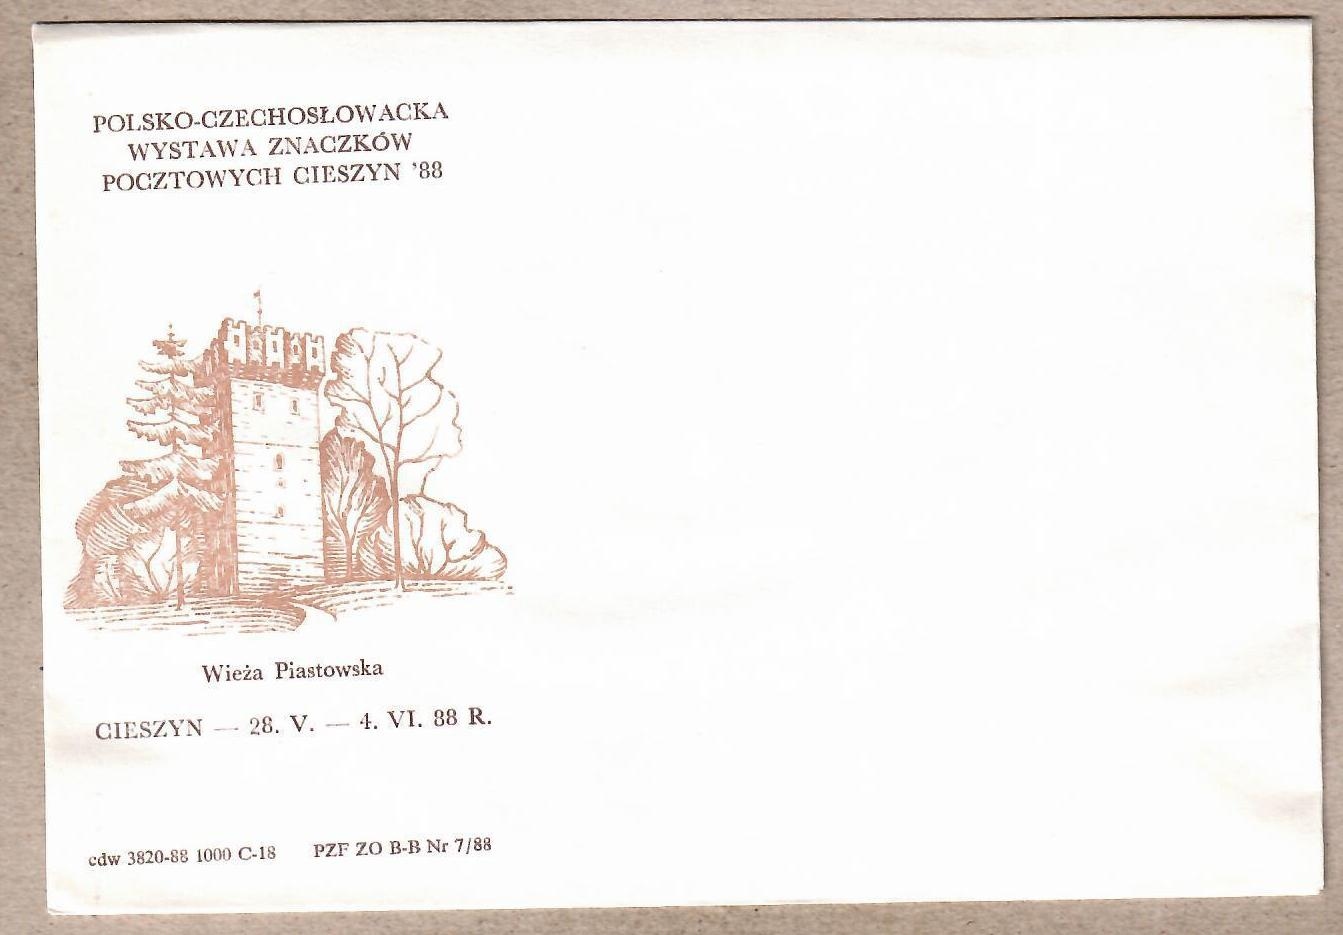 POLSKO-CZECHOSŁOWACKA
WYSTAWA ZNACZKÓW
POCZTOWYCH CIESZYN '88
Wieża Piastowska
CIESZYN — 28. V. — 4. VI. 88 R.
cdw 3820-88 1000 C-18 PZF ZO B-B Nr 7/88